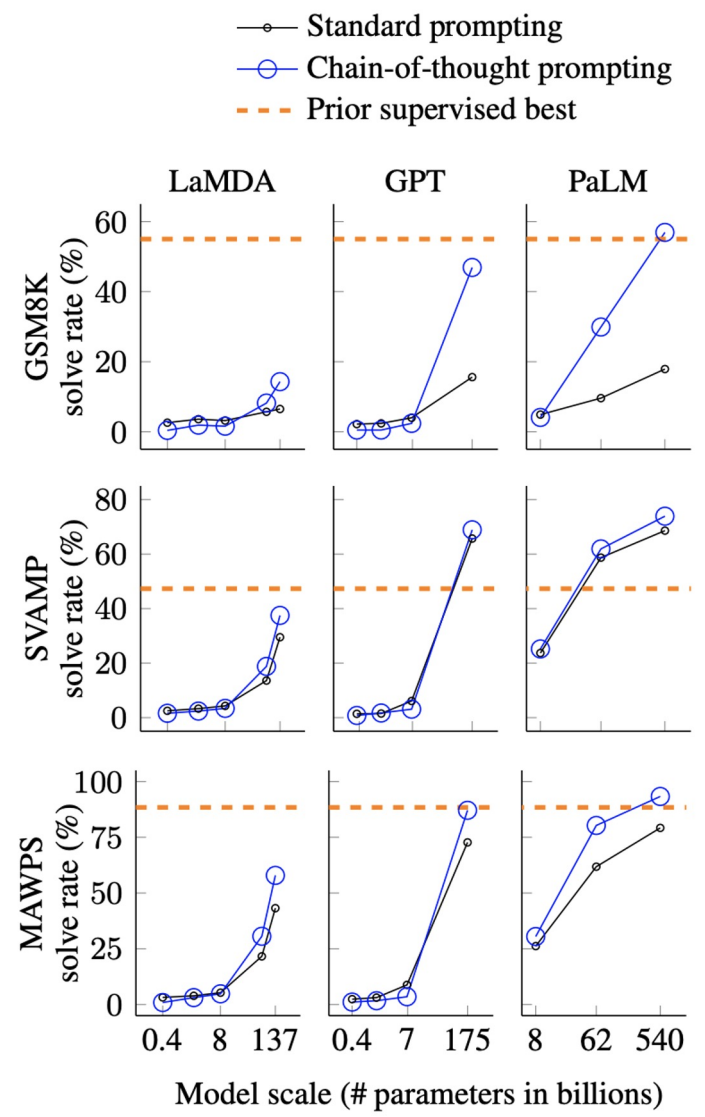 Standard prompting
Chain-of-thought prompting
Prior supervised best
LaMDA GPT PaLM
GSM8K
solve rate (%)
60
40
20
0
SVAMP
solve rate (%)
80
60
40
20
0
MAWPS
solve rate (%)
100
75
50
25
0
0.4 8 137 0.4 7 175 8 62 540
Model scale (# parameters in billions)